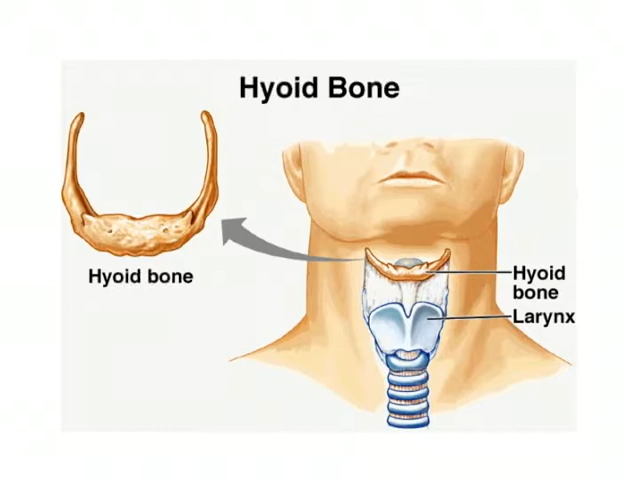 Hyoid Bone
Hyoid bone
Hyoid
bone
Larynx